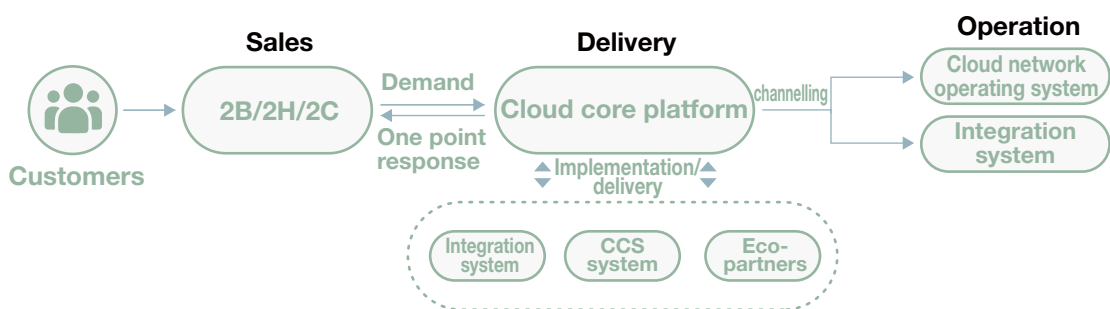 Sales
Delivery
Operation
Customers
2B/2H/2C
Demand
One point
response
Cloud core platform
channelling
Cloud network
operating system
Integration
system
Implementation/
delivery
Integration
system
CCS
system
Eco-
partners